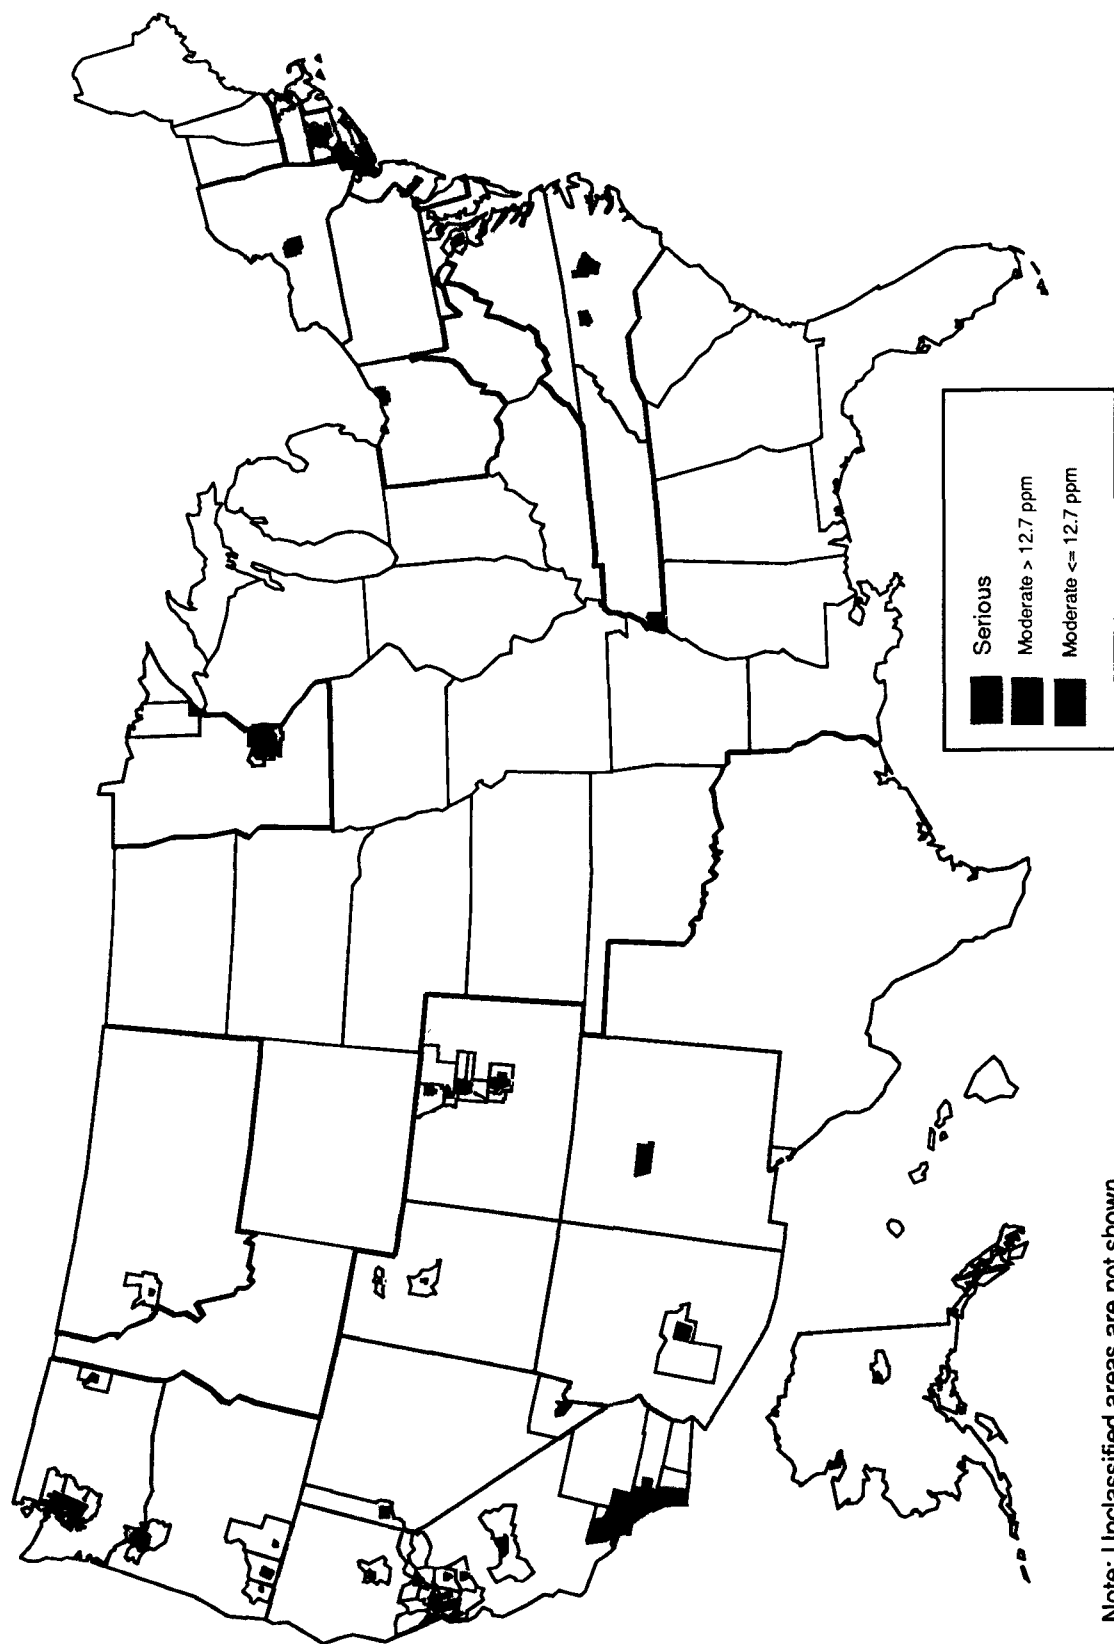 Serious
Moderate > 12.7 ppm
Moderate <= 12.7 ppm
Note: Unclassified areas are not shown